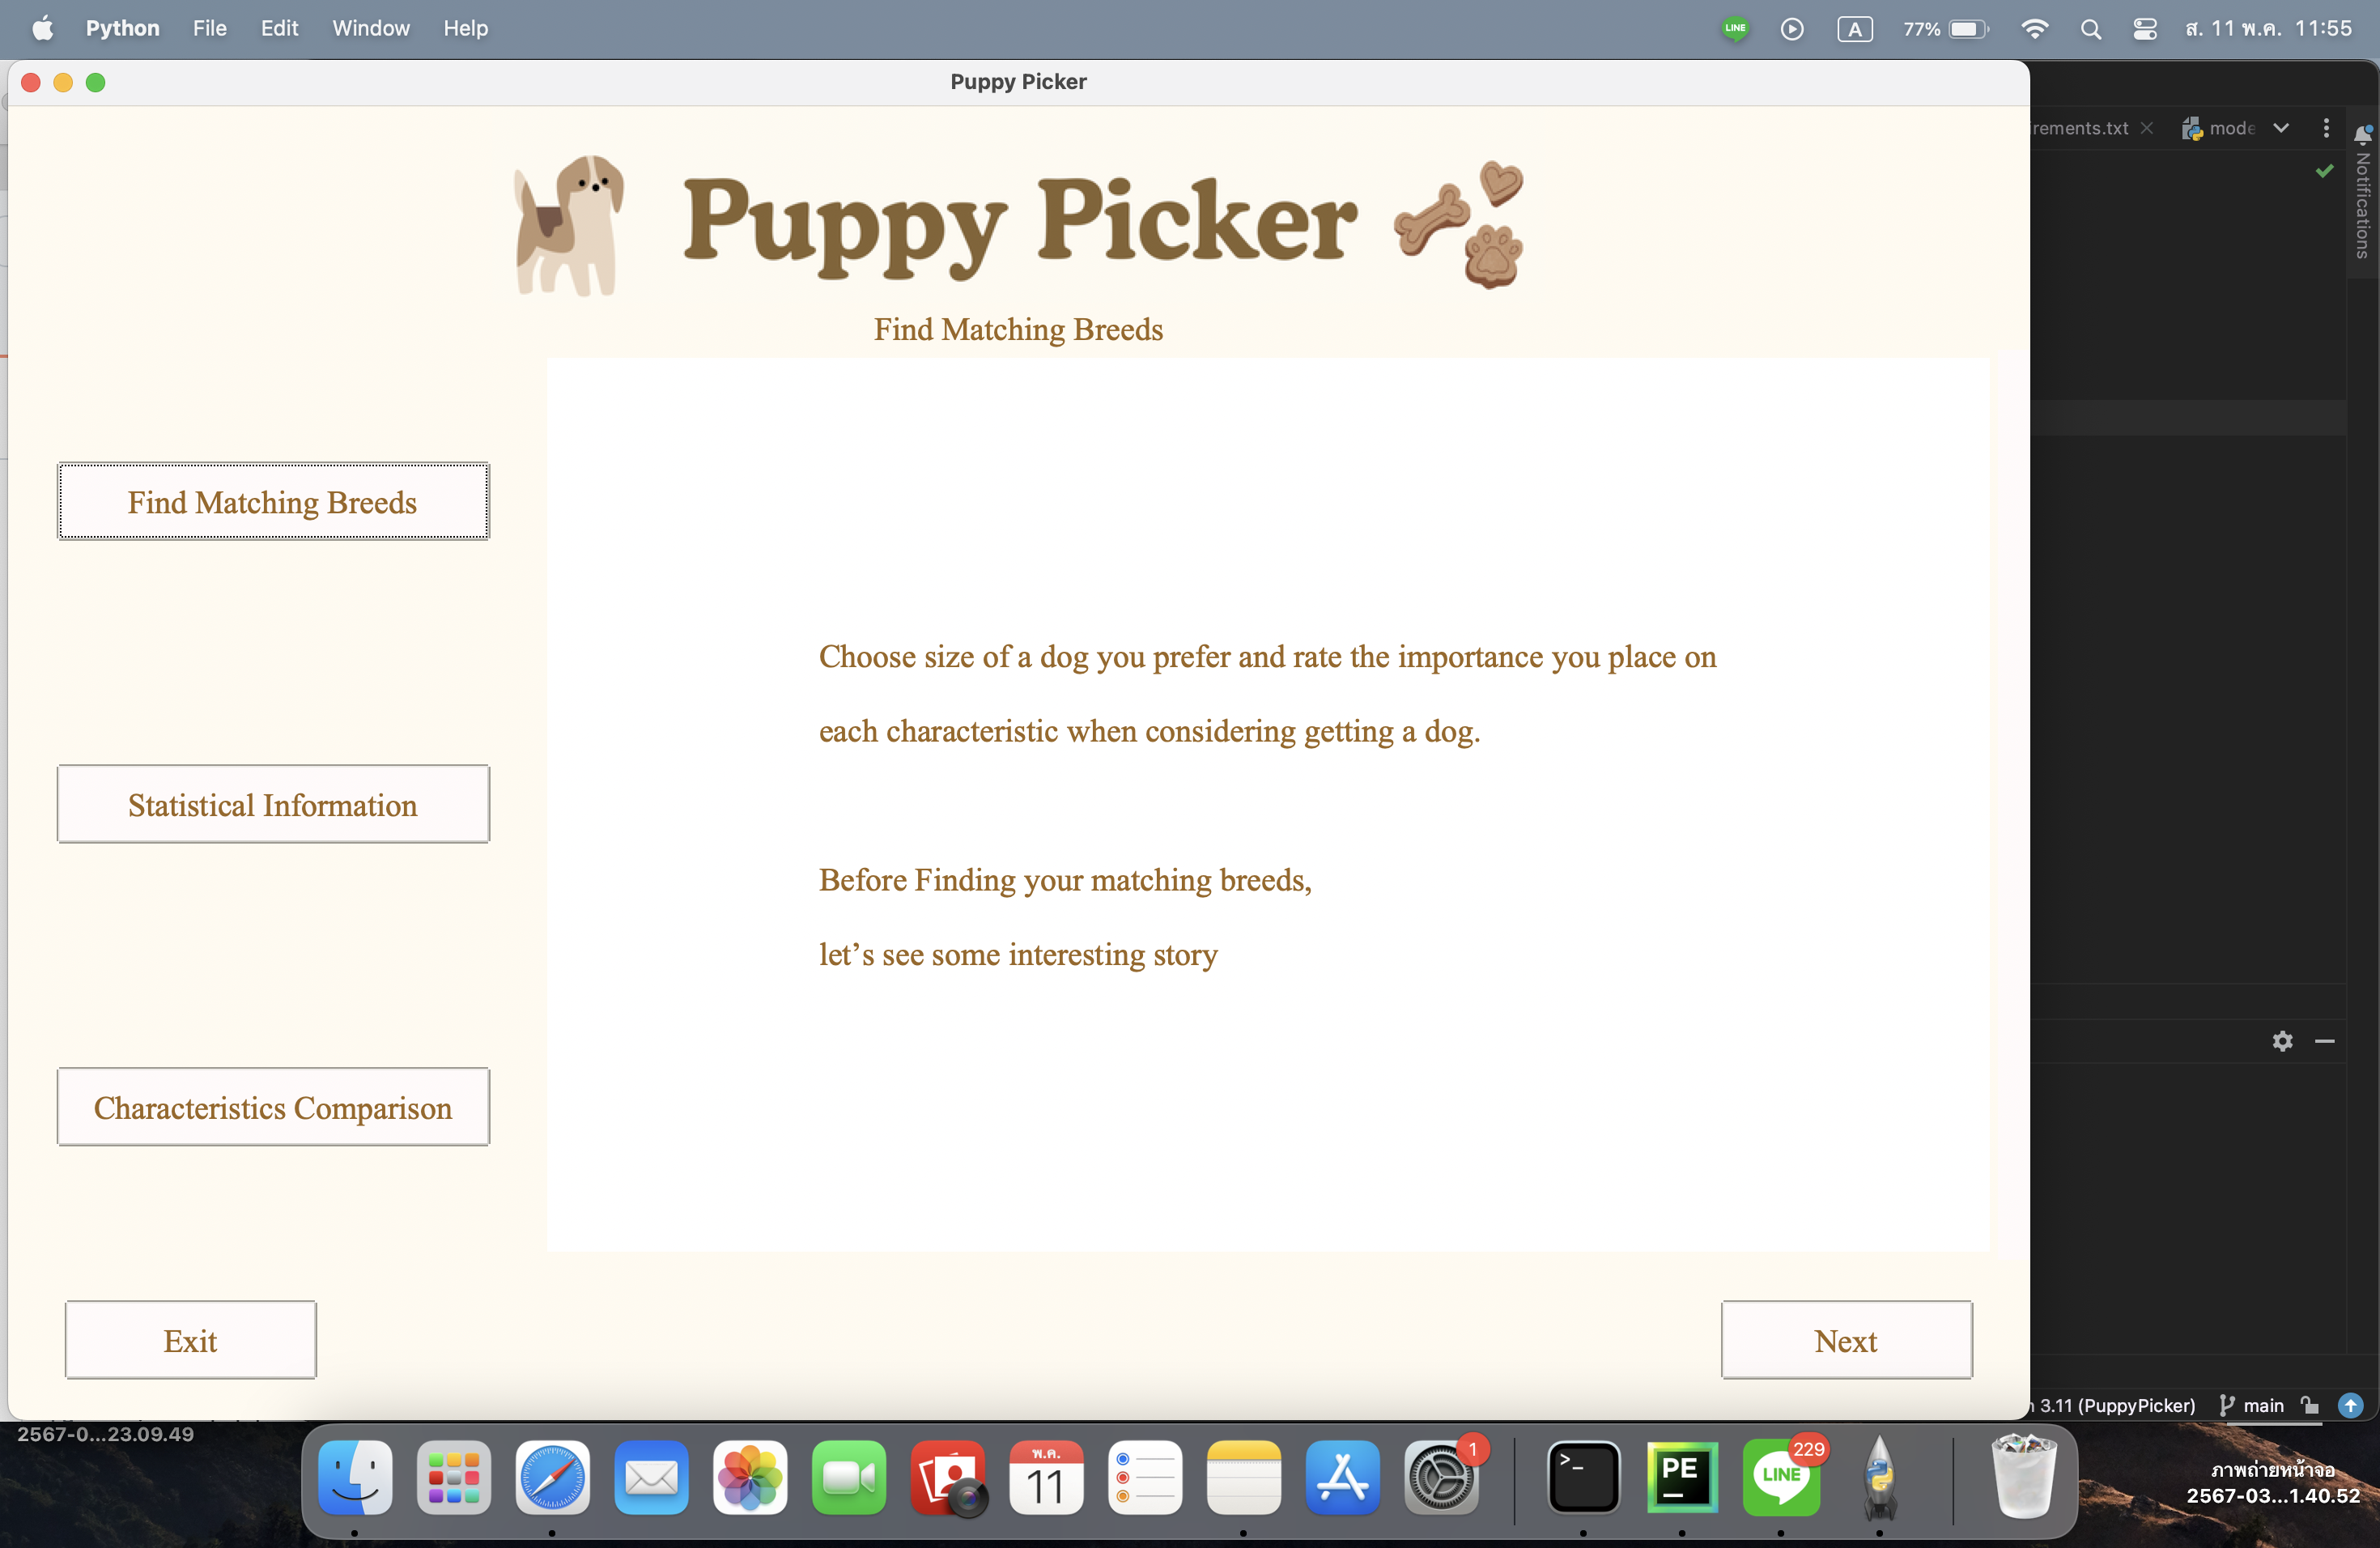 Python File Edit Window Help
LINE A 77% ส. 11 พ.ค. 11:55
Puppy Picker
rements.txt mode
Notifications
Puppy Picker
Find Matching Breeds
Find Matching Breeds
Statistical Information
Characteristics Comparison
Choose size of a dog you prefer and rate the importance you place on
each characteristic when considering getting a dog.
Before Finding your matching breeds,
let’s see some interesting story
Exit
Next
3.11 (PuppyPicker) main
2567-0...23.09.49
พ.ค.
11
1
>_
PE
LINE
229
ภาพถ่ายหน้าจอ
2567-03...1.40.52